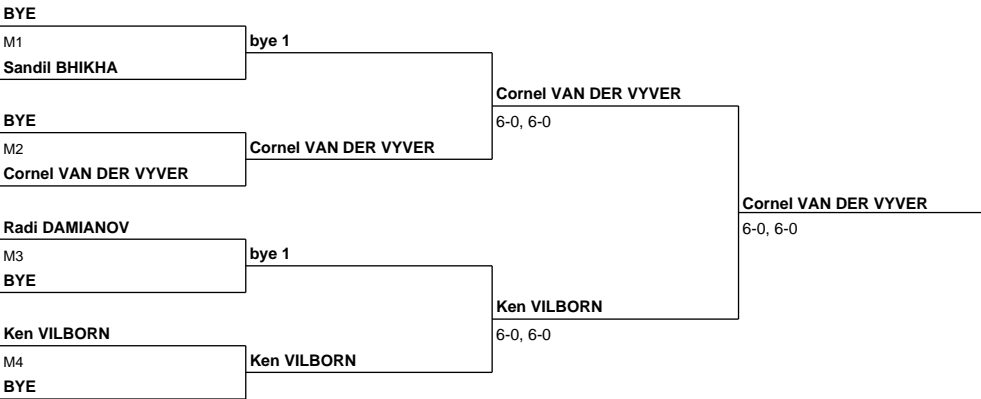 BYE
M1
Sandil BHIKHA
BYE
M2
Cornel VAN DER VYVER
Radi DAMIANOV
M3
BYE
Ken VILBORN
M4
BYE
bye 1
Cornel VAN DER VYVER
bye 1
Ken VILBORN
Cornel VAN DER VYVER
6-0, 6-0
Ken VILBORN
6-0, 6-0
Cornel VAN DER VYVER
6-0, 6-0